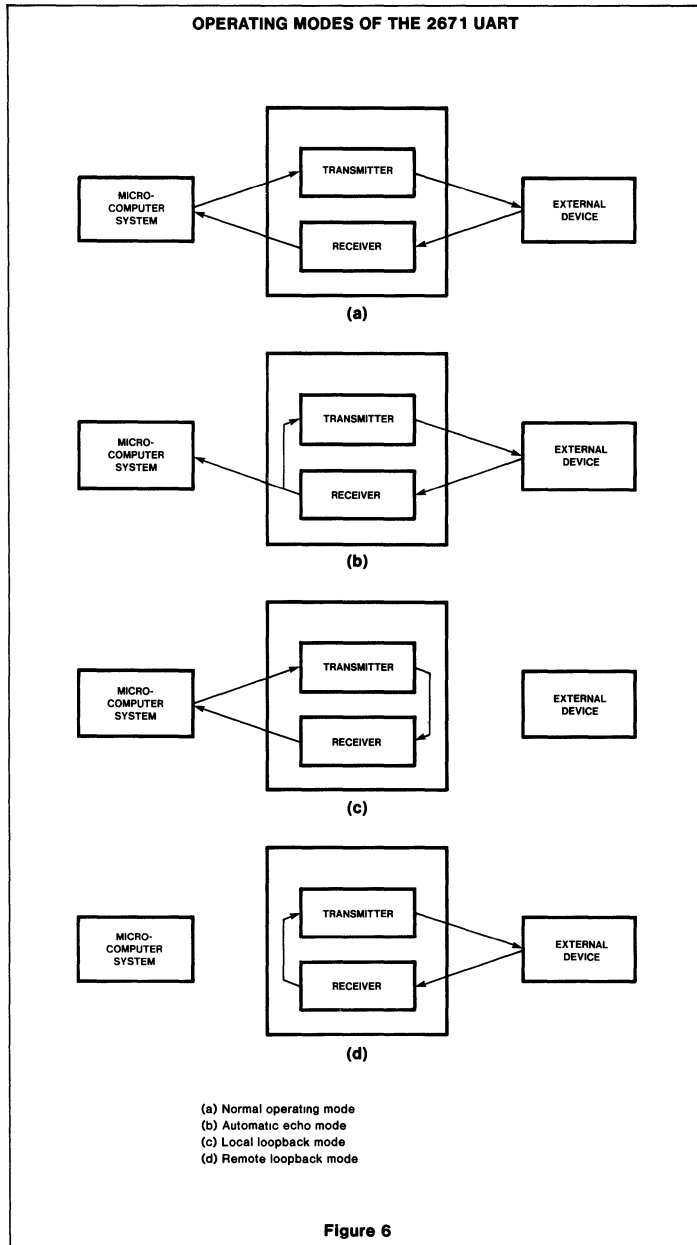 OPERATING MODES OF THE 2671 UART
TRANSMITTER
MICRO-
COMPUTER
SYSTEM
EXTERNAL
DEVICE
RECEIVER
(a)
TRANSMITTER
MICRO-
COMPUTER
SYSTEM
EXTERNAL
DEVICE
RECEIVER
(b)
TRANSMITTER
MICRO-
COMPUTER
SYSTEM
EXTERNAL
DEVICE
RECEIVER
(c)
TRANSMITTER
MICRO-
COMPUTER
SYSTEM
EXTERNAL
DEVICE
RECEIVER
(d)
(a) Normal operating mode
(b) Automatic echo mode
(c) Local loopback mode
(d) Remote loopback mode
Figure 6